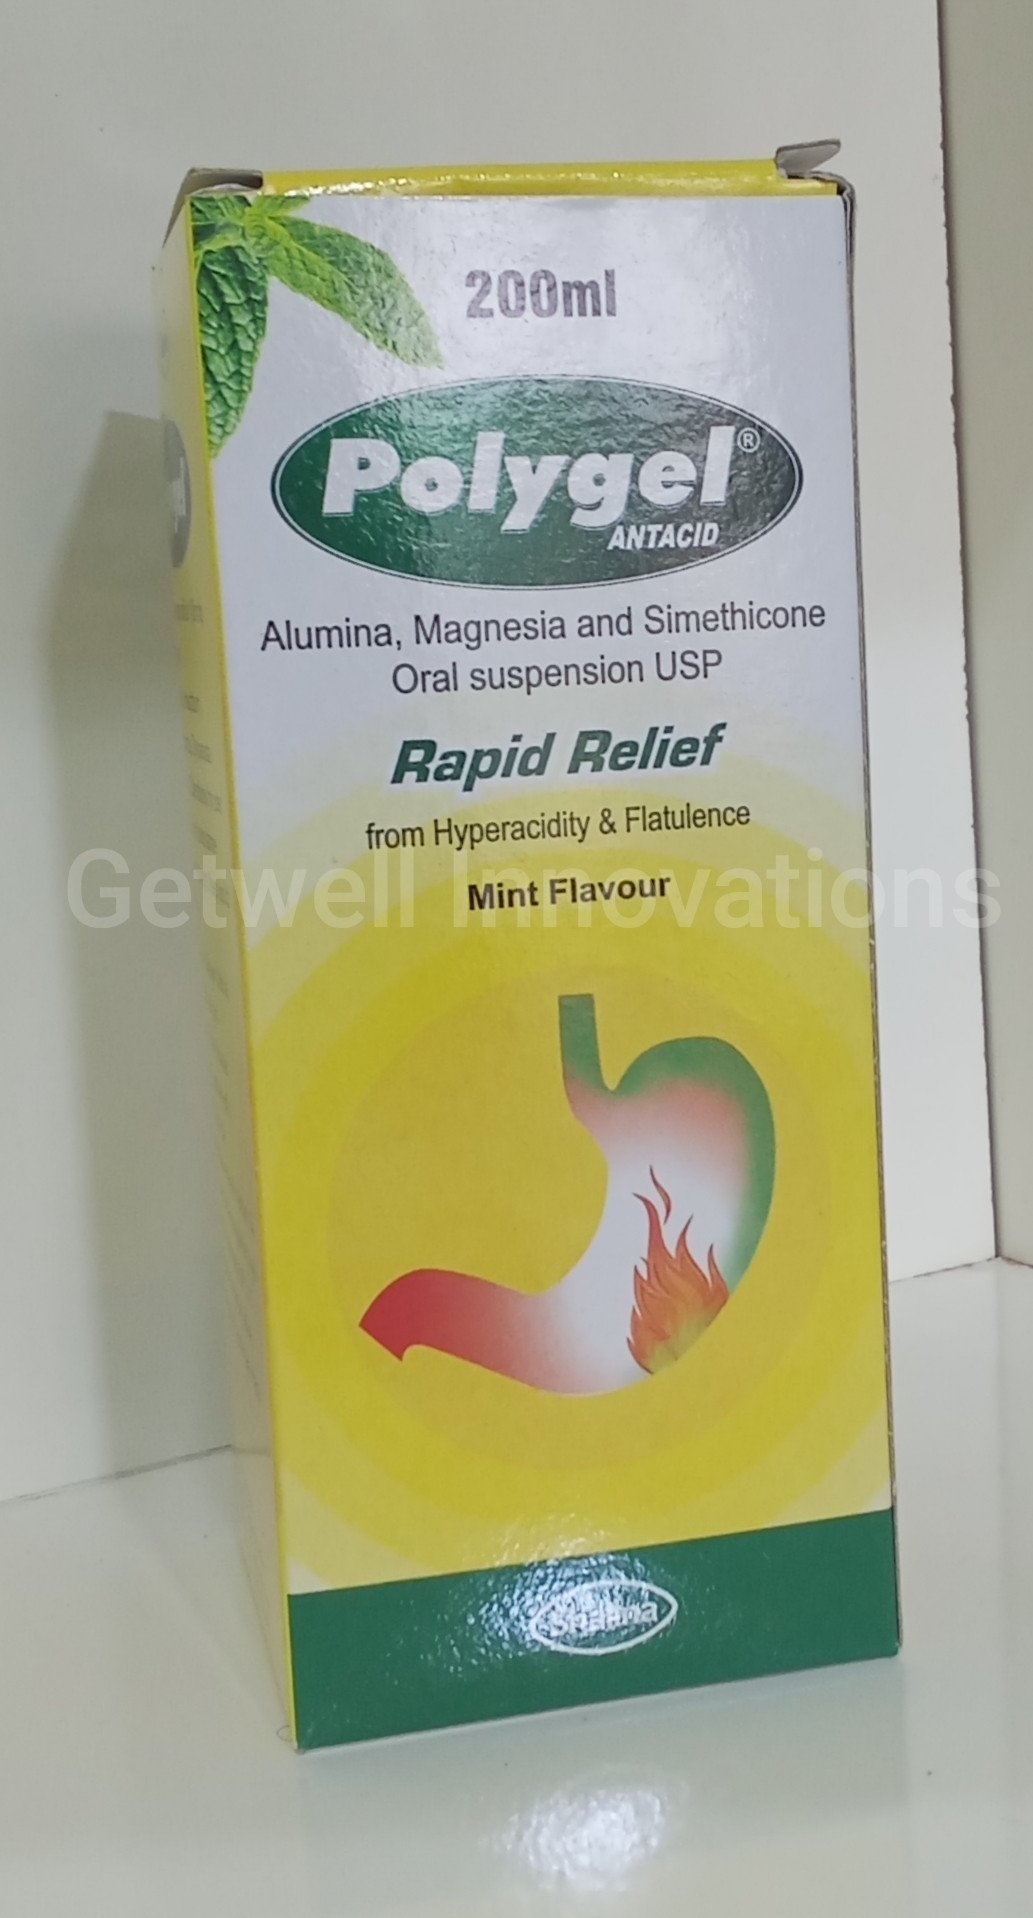 200ml
Polygel®
ANTACID
Alumina, Magnesia and Simethicone
Oral suspension USP
Rapid Relief
from Hyperacidity & Flatulence
Getwell Innovations
Mint Flavour
Shalina